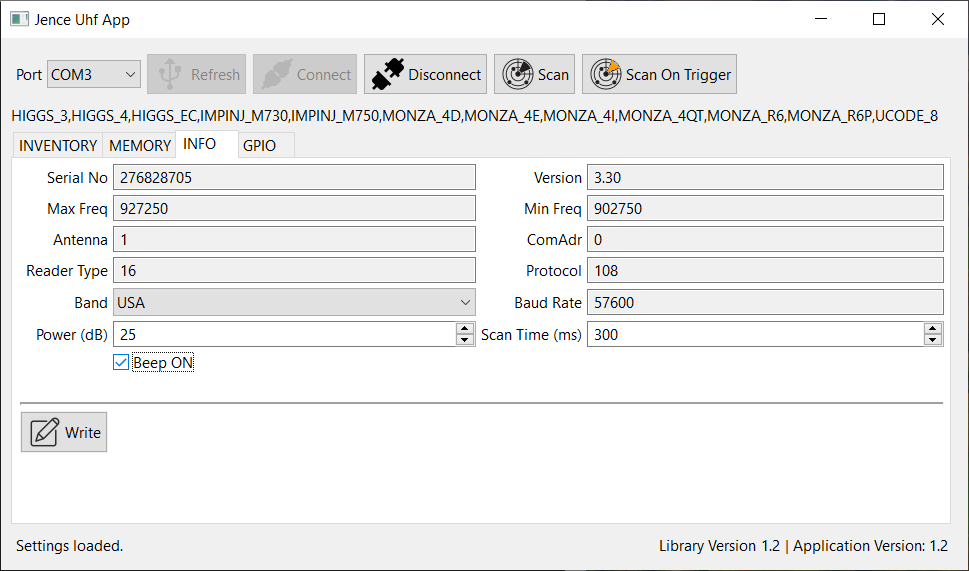 Jence Uhf App
Port COM3 Refresh Connect Disconnect Scan Scan On Trigger
HIGGS_3,HIGGS_4,HIGGS_EC,IMPINJ_M730,IMPINJ_M750,MONZA_4D,MONZA_4E,MONZA_4I,MONZA_4QT,MONZA_R6,MONZA_R6P,UCODE_8
INVENTORY MEMORY INFO GPIO
Serial No 276828705 Version 3.30
Max Freq 927250 Min Freq 902750
Antenna 1 ComAdr 0
Reader Type 16 Protocol 108
Band USA Baud Rate 57600
Power (dB) 25 Scan Time (ms) 300
Beep ON
Write
Settings loaded. Library Version 1.2 | Application Version: 1.2